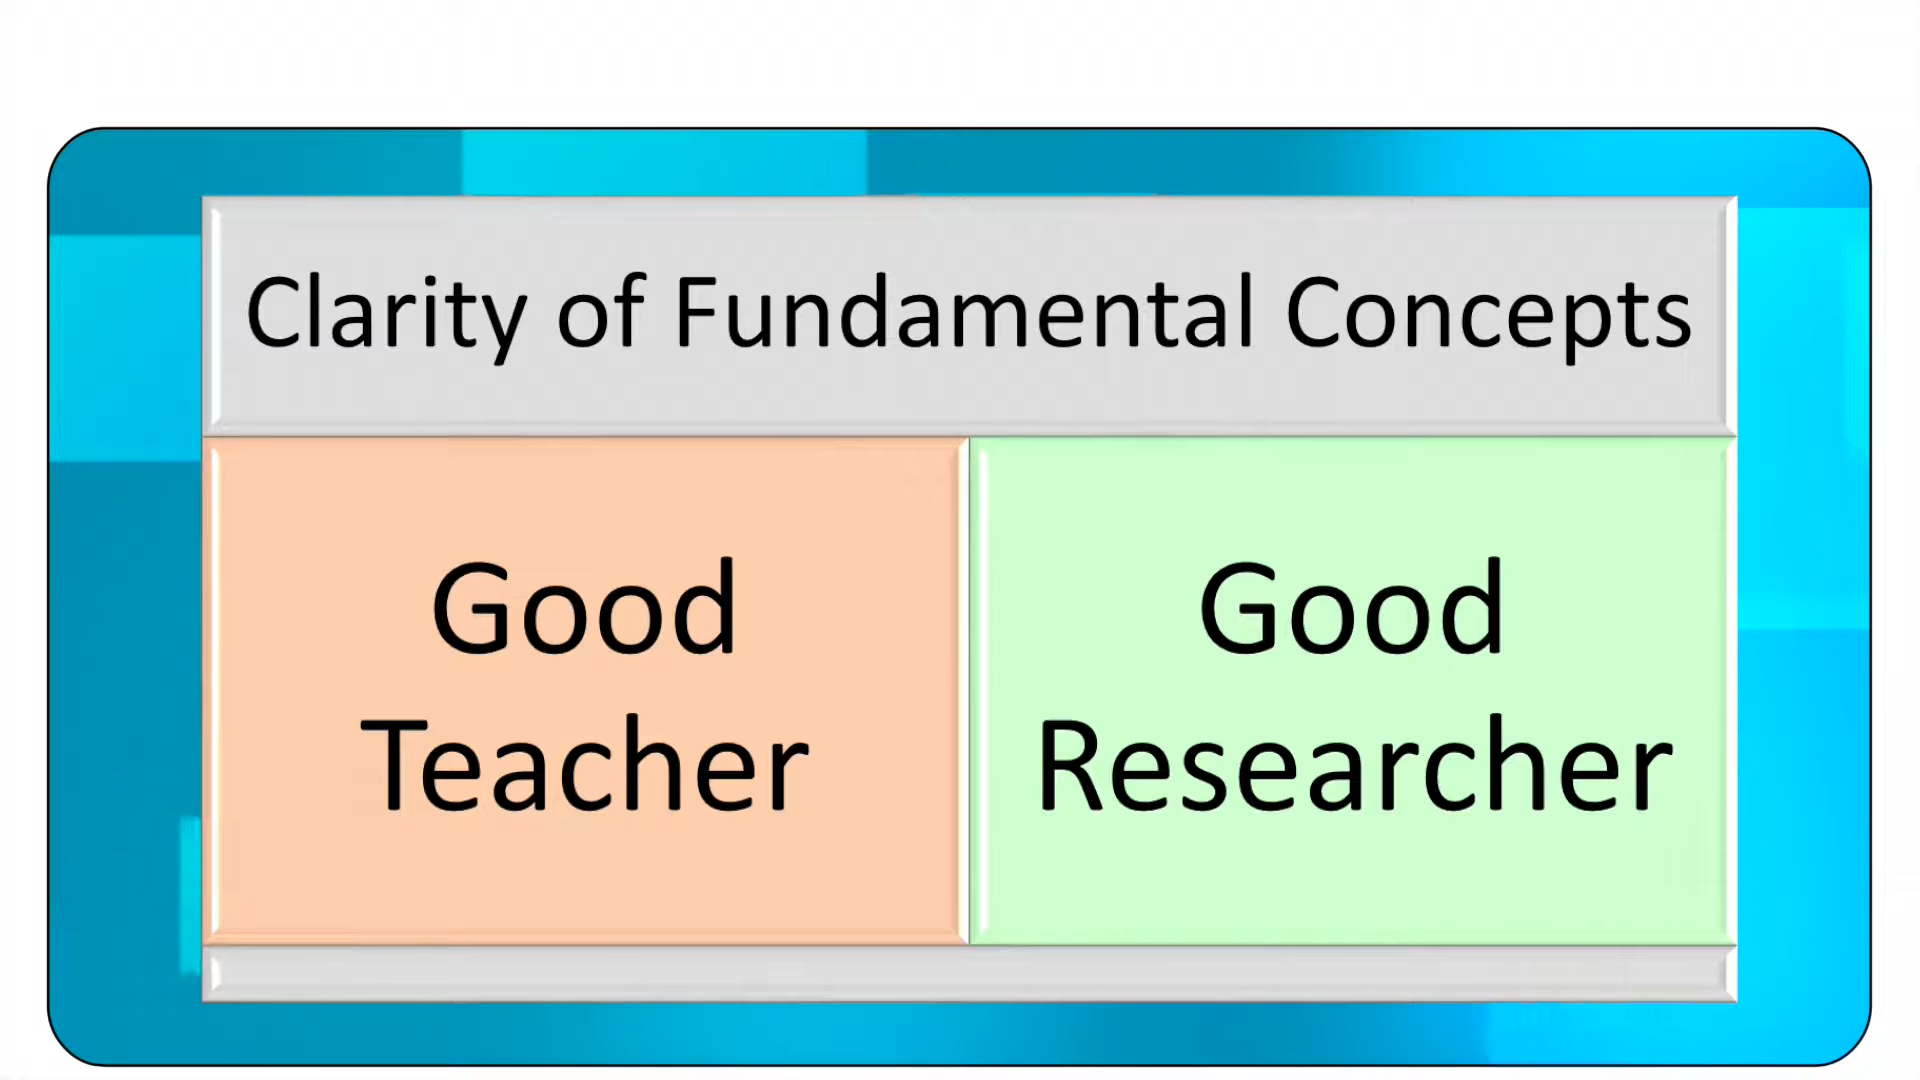 Clarity of Fundamental Concepts
Good
Teacher
Good
Researcher